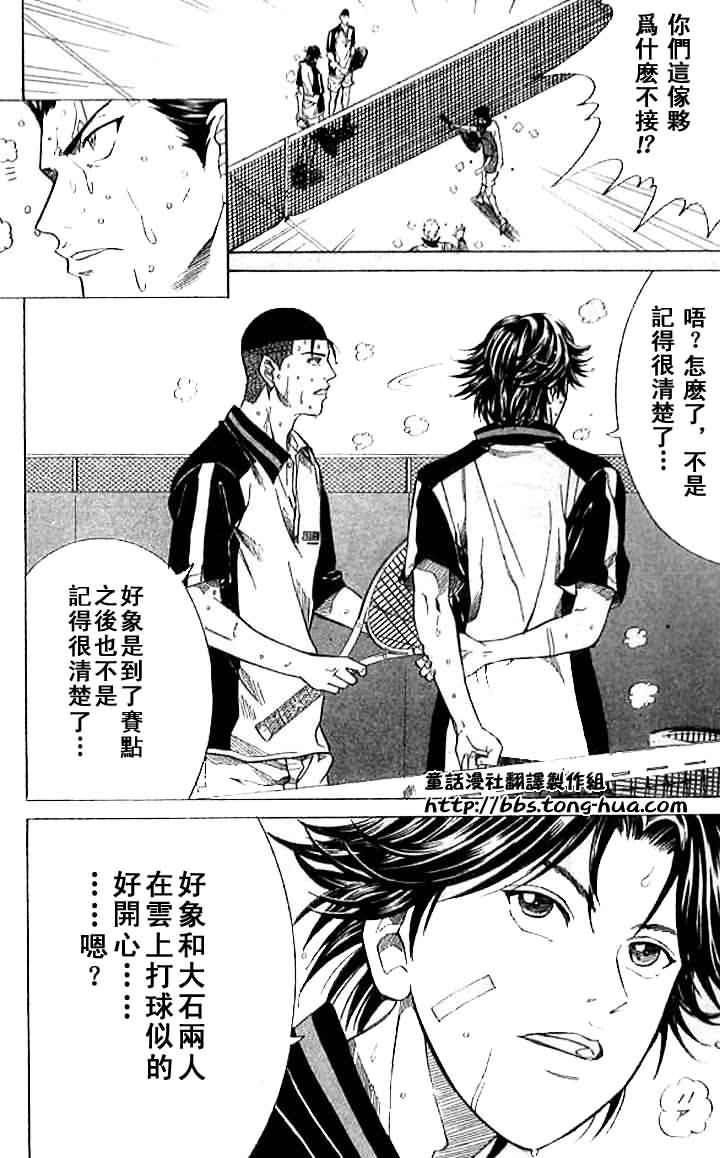 你們這傢夥
爲什麽不接!?
唔？怎麽了，不是
記得很清楚了…
好象是到了賽點
之後也不是
記得很清楚了…
童話漫社翻譯製作組
http://bbs.tong-hua.com
好象和大石兩人
在雲上打球似的
好開心……
……嗯？